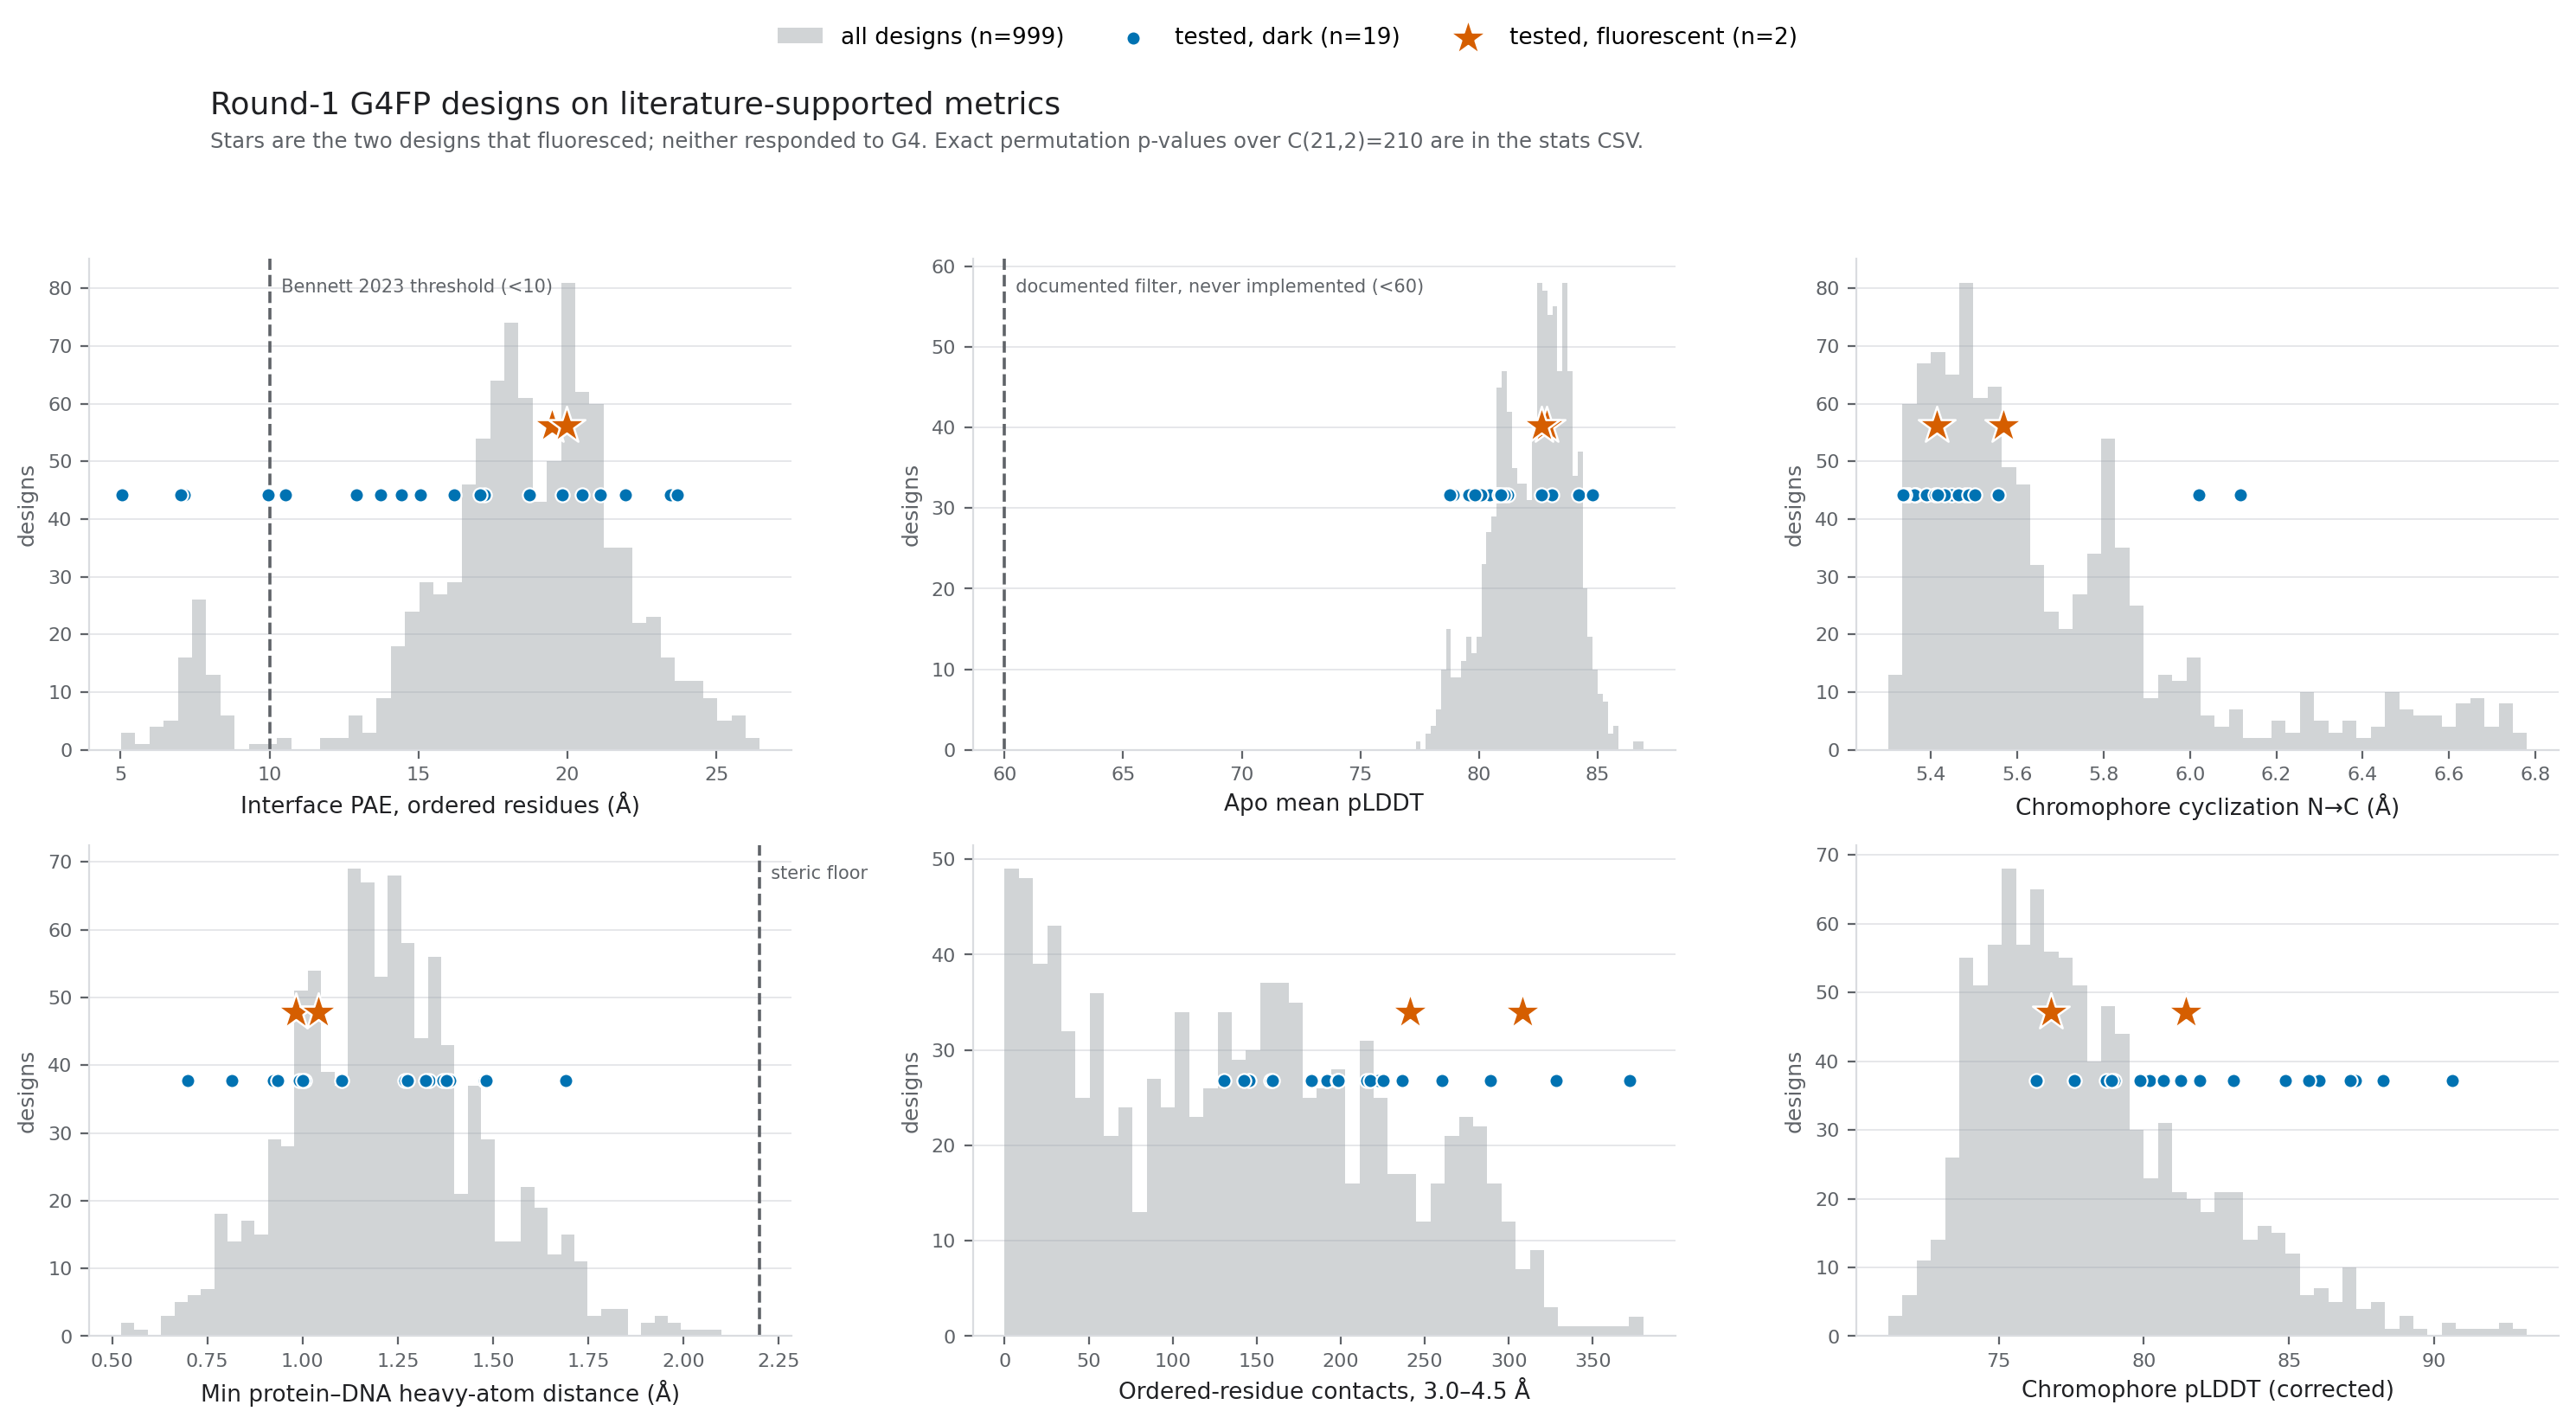 all designs (n=999) tested, dark (n=19) tested, fluorescent (n=2)
Round-1 G4FP designs on literature-supported metrics
Stars are the two designs that fluoresced; neither responded to G4. Exact permutation p-values over C(21,2)=210 are in the stats CSV.
Bennett 2023 threshold (<10)
designs
80
70
60
50
40
30
20
10
0
5 10 15 20 25
Interface PAE, ordered residues (Å)
documented filter, never implemented (<60)
designs
60
50
40
30
20
10
0
60 65 70 75 80 85
Apo mean pLDDT
designs
80
70
60
50
40
30
20
10
0
5.4 5.6 5.8 6.0 6.2 6.4 6.6 6.8
Chromophore cyclization N→C (Å)
steric floor
designs
70
60
50
40
30
20
10
0
0.50 0.75 1.00 1.25 1.50 1.75 2.00 2.25
Min protein–DNA heavy-atom distance (Å)
designs
50
40
30
20
10
0
0 50 100 150 200 250 300 350
Ordered-residue contacts, 3.0–4.5 Å
designs
70
60
50
40
30
20
10
0
75 80 85 90
Chromophore pLDDT (corrected)